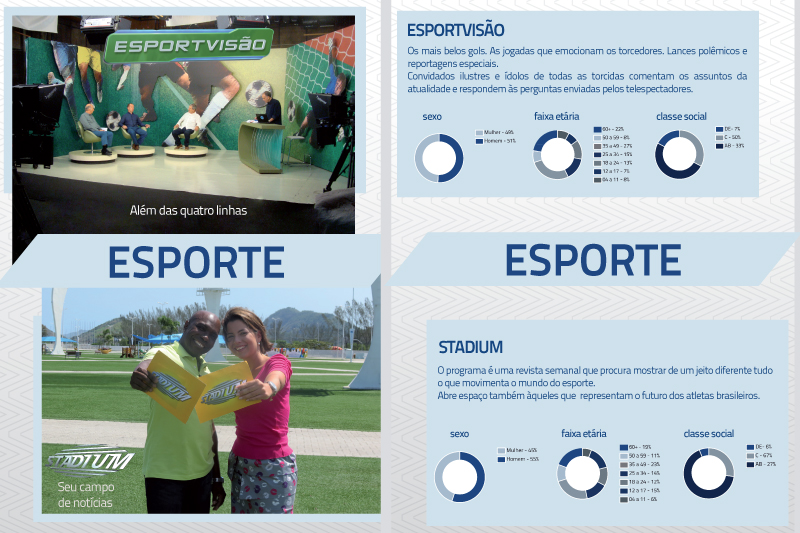 ESPORTVISÃO
Além das quatro linhas
ESPORTE
STADIUM
STADIUM
STADIUM
Seu campo
de notícias
ESPORTVISÃO
Os mais belos gols. As jogadas que emocionam os torcedores. Lances polêmicos e
reportagens especiais.
Convidados ilustres e ídolos de todas as torcidas comentam os assuntos da
atualidade e respondem às perguntas enviadas pelos telespectadores.
sexo
Mulher - 49%
Homem - 51%
faixa etária
60+ - 22%
50 a 59 - 8%
35 a 49 - 27%
25 a 34 - 15%
18 a 24 - 13%
12 a 17 - 7%
04 a 11 - 8%
classe social
DE- 7%
C - 50%
AB - 33%
ESPORTE
STADIUM
O programa é uma revista semanal que procura mostrar de um jeito diferente tudo
o que movimenta o mundo do esporte.
Abre espaço também àqueles que representam o futuro dos atletas brasileiros.
sexo
Mulher - 45%
Homem - 55%
faixa etária
60+ - 19%
50 a 59 - 11%
35 a 49 - 23%
25 a 34 - 14%
18 a 24 - 12%
12 a 17 - 15%
04 a 11 - 6%
classe social
DE- 6%
C - 67%
AB - 27%